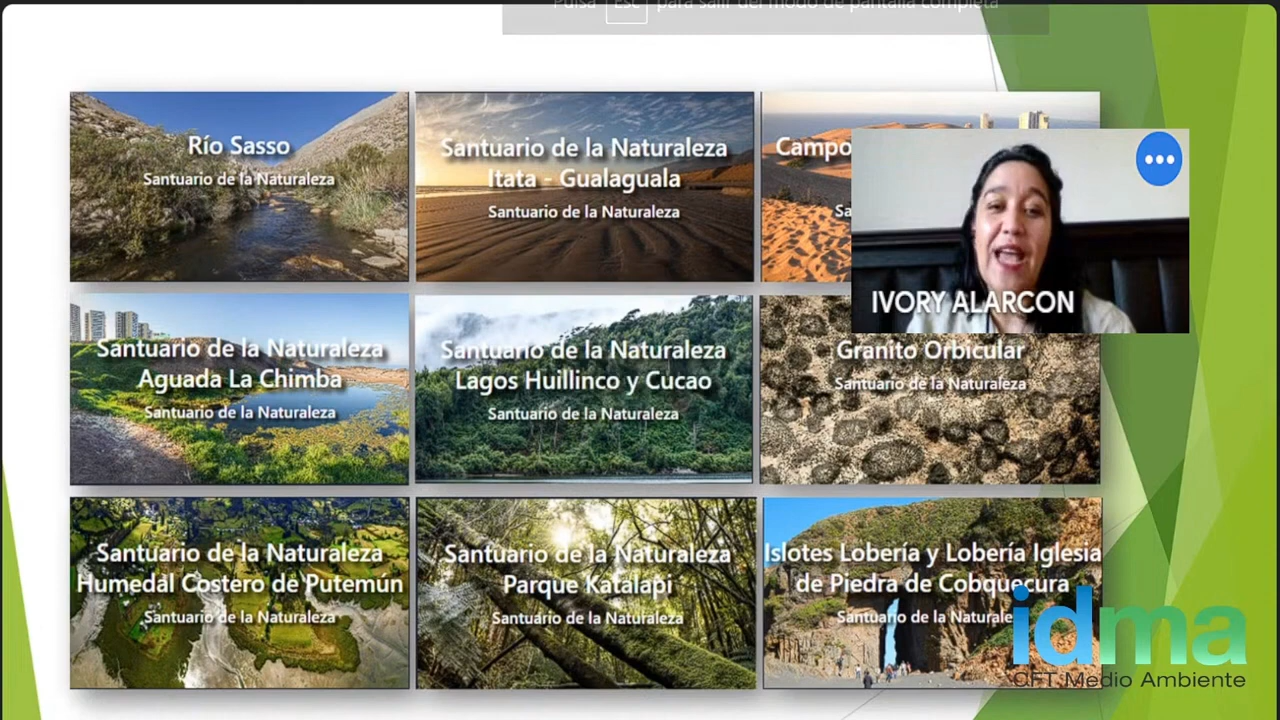 Pulsa Esc para salir del modo de pantalla completa
Río Sasso
Santuario de la Naturaleza
Santuario de la Naturaleza
Itata - Gualaguala
Santuario de la Naturaleza
Campo
Sa
IVORY ALARCON
Santuario de la Naturaleza
Aguada La Chimba
Santuario de la Naturaleza
Santuario de la Naturaleza
Lagos Huillinco y Cucao
Santuario de la Naturaleza
Granito Orbicular
Santuario de la Naturaleza
Santuario de la Naturaleza
Humedal Costero de Putemún
Santuario de la Naturaleza
Santuario de la Naturaleza
Parque Katalapi
Santuario de la Naturaleza
Islotes Lobería y Lobería Iglesia
de Piedra de Cobquecura
Santuario de la Naturale
idma
CFT Medio Ambiente